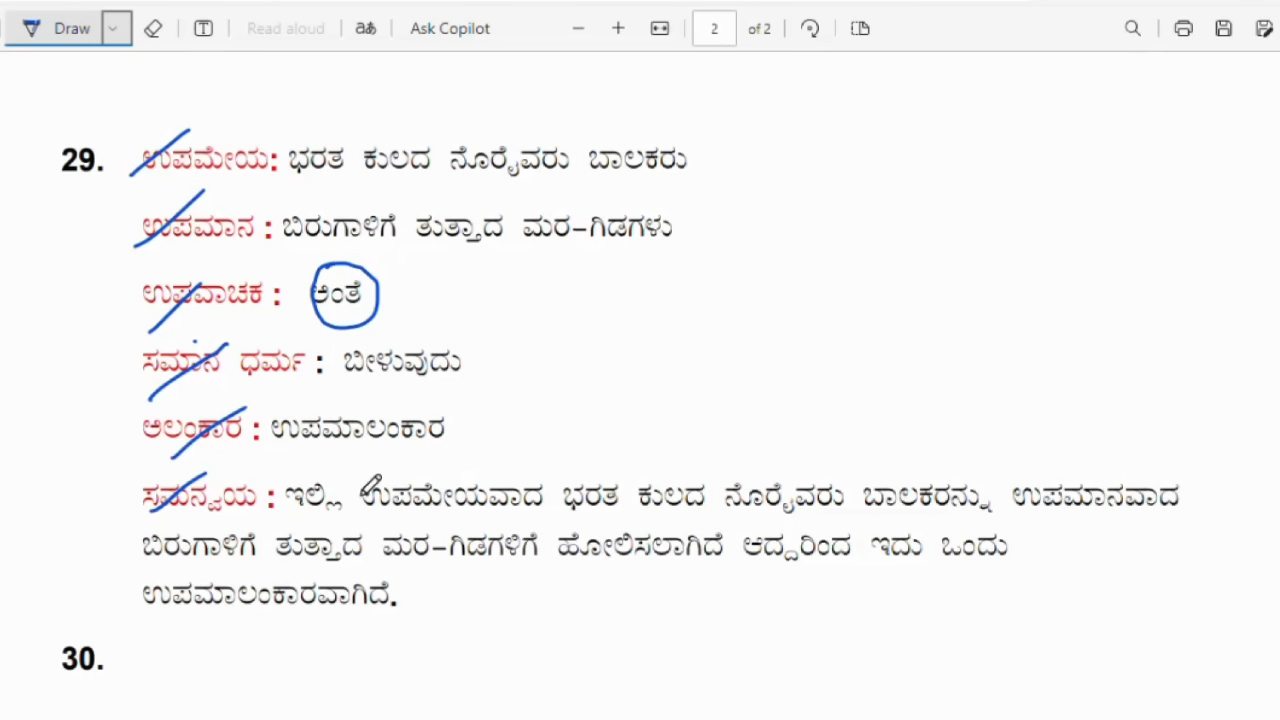 Draw Read aloud aあ Ask Copilot 2 of 2
29. ಉಪಮೇಯ: ಭರತ ಕುಲದ ನೊರೈವರು ಬಾಲಕರು
ಉಪಮಾನ : ಬಿರುಗಾಳಿಗೆ ತುತ್ತಾದ ಮರ-ಗಿಡಗಳು
ಉಪವಾಚಕ : ಅಂತೆ
ಸಮಾನ ಧರ್ಮ : ಬೀಳುವುದು
ಅಲಂಕಾರ : ಉಪಮಾಲಂಕಾರ
ಸಮನ್ವಯ : ಇಲ್ಲಿ ಉಪಮೇಯವಾದ ಭರತ ಕುಲದ ನೊರೈವರು ಬಾಲಕರನ್ನು ಉಪಮಾನವಾದ
ಬಿರುಗಾಳಿಗೆ ತುತ್ತಾದ ಮರ-ಗಿಡಗಳಿಗೆ ಹೋಲಿಸಲಾಗಿದೆ ಆದ್ದರಿಂದ ಇದು ಒಂದು
ಉಪಮಾಲಂಕಾರವಾಗಿದೆ.
30.